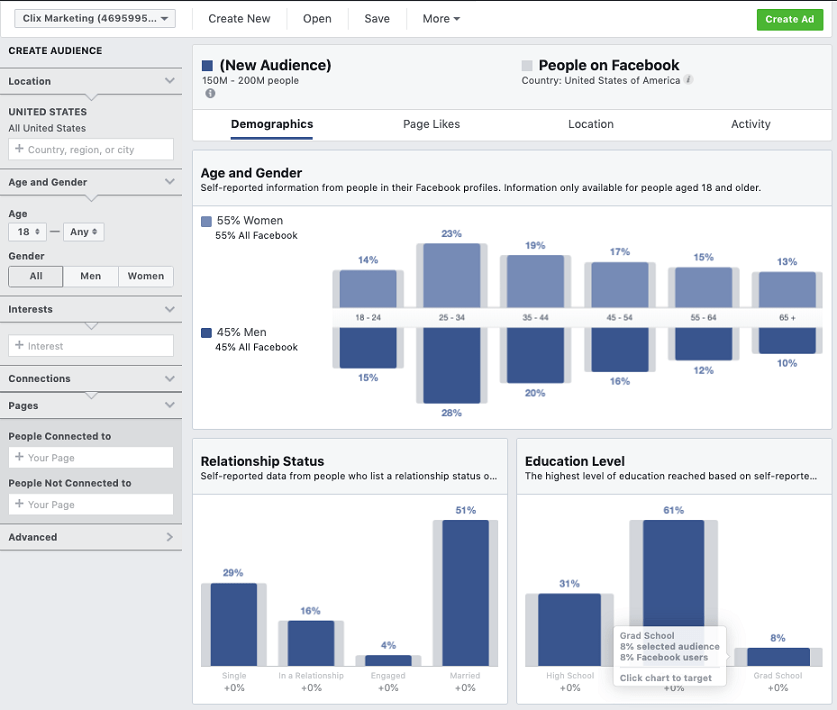 Clix Marketing (4695995...
Create New
Open
Save
More
Create Ad
CREATE AUDIENCE
Location
UNITED STATES
All United States
+ Country, region, or city
Age and Gender
Age
18 — Any
Gender
All Men Women
Interests
+ Interest
Connections
Pages
People Connected to
+ Your Page
People Not Connected to
+ Your Page
Advanced
(New Audience)
150M - 200M people
People on Facebook
Country: United States of America
Demographics Page Likes Location Activity
Age and Gender
Self-reported information from people in their Facebook profiles. Information only available for people aged 18 and older.
55% Women
55% All Facebook
14% 23% 19% 17% 15% 13%
18 - 24 25 - 34 35 - 44 45 - 54 55 - 64 65 +
45% Men
45% All Facebook
15% 28% 20% 16% 12% 10%
Relationship Status
Self-reported data from people who list a relationship status o...
29% 16% 4% 51%
Single In a Relationship Engaged Married
+0% +0% +0% +0%
Education Level
The highest level of education reached based on self-reporte...
31% 61% 8%
Grad School
8% selected audience
8% Facebook users
Click chart to target
High School Grad School
+0% +0% +0%